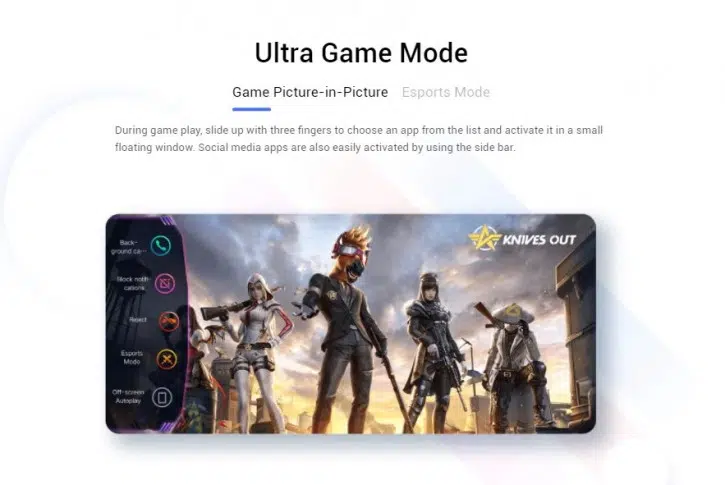 Ultra Game Mode
Game Picture-in-Picture Esports Mode
During game play, slide up with three fingers to choose an app from the list and activate it in a small
floating window. Social media apps are also easily activated by using the side bar.
KNIVES OUT
Back-
ground ca···
Block notifi-
cations
Reject
Esports
Mode
Off-screen
Autoplay